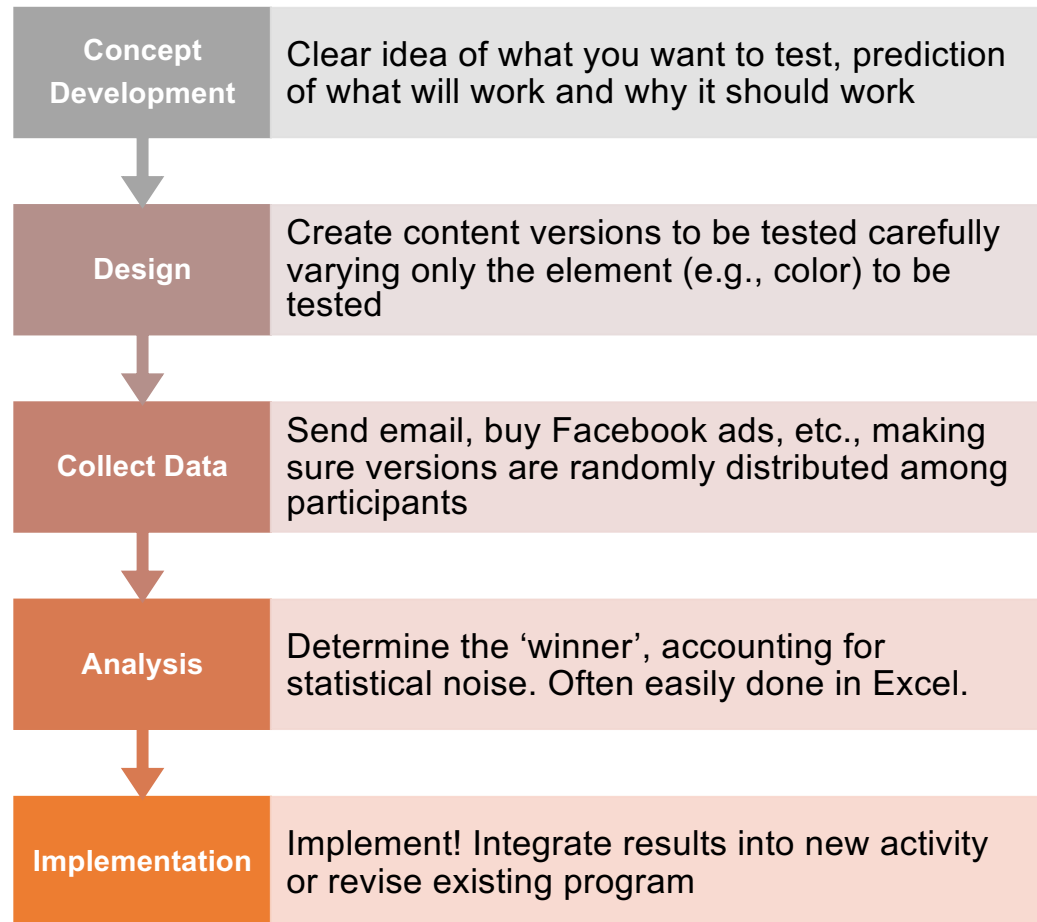 Concept
Development
Clear idea of what you want to test, prediction
of what will work and why it should work
Design
Create content versions to be tested carefully
varying only the element (e.g., color) to be
tested
Collect Data
Send email, buy Facebook ads, etc., making
sure versions are randomly distributed among
participants
Analysis
Determine the ‘winner’, accounting for
statistical noise. Often easily done in Excel.
Implementation
Implement! Integrate results into new activity
or revise existing program